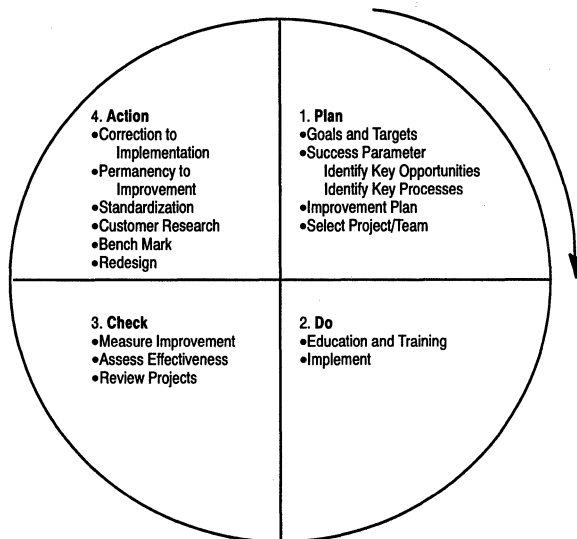 4. Action
•Correction to
Implementation
•Permanency to
Improvement
•Standardization
•Customer Research
•Bench Mark
•Redesign
1. Plan
•Goals and Targets
•Success Parameter
Identify Key Opportunities
Identify Key Processes
•Improvement Plan
•Select Project/Team
3. Check
•Measure Improvement
•Assess Effectiveness
•Review Projects
2. Do
•Education and Training
•Implement